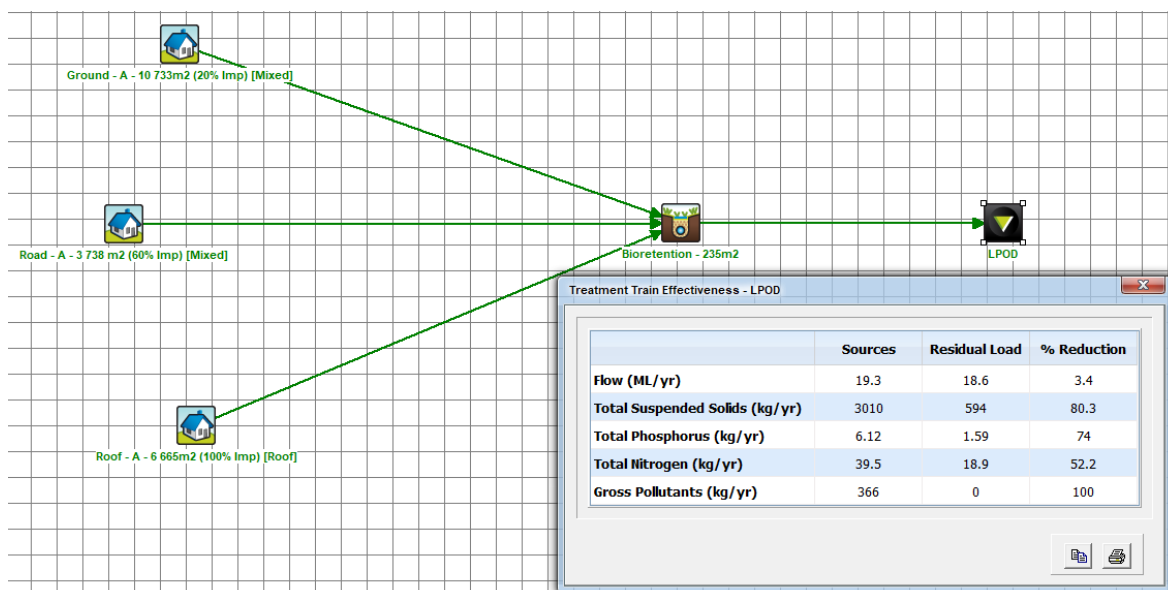 Ground - A - 10 733m2 (20% Imp) [Mixed]
Road - A - 3 738 m2 (60% Imp) [Mixed]
Bioretention - 235m2
LPOD
Roof - A - 6 665m2 (100% Imp) [Roof]
Treatment Train Effectiveness - LPOD
Sources Residual Load % Reduction
Flow (ML/yr) 19.3 18.6 3.4
Total Suspended Solids (kg/yr) 3010 594 80.3
Total Phosphorus (kg/yr) 6.12 1.59 74
Total Nitrogen (kg/yr) 39.5 18.9 52.2
Gross Pollutants (kg/yr) 366 0 100